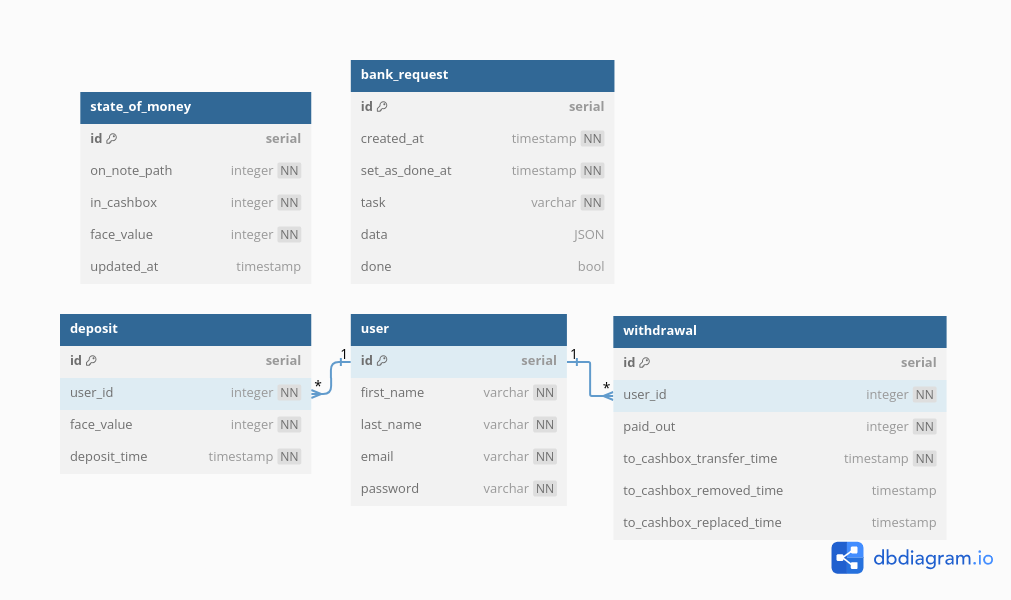 state_of_money
id serial
on_note_path integer NN
in_cashbox integer NN
face_value integer NN
updated_at timestamp
bank_request
id serial
created_at timestamp NN
set_as_done_at timestamp NN
task varchar NN
data JSON
done bool
deposit
id serial
user_id integer NN
face_value integer NN
deposit_time timestamp NN
* 1
user
id serial
first_name varchar NN
last_name varchar NN
email varchar NN
password varchar NN
1 *
withdrawal
id serial
user_id integer NN
paid_out integer NN
to_cashbox_transfer_time timestamp NN
to_cashbox_removed_time timestamp
to_cashbox_replaced_time timestamp
dbdiagram.io